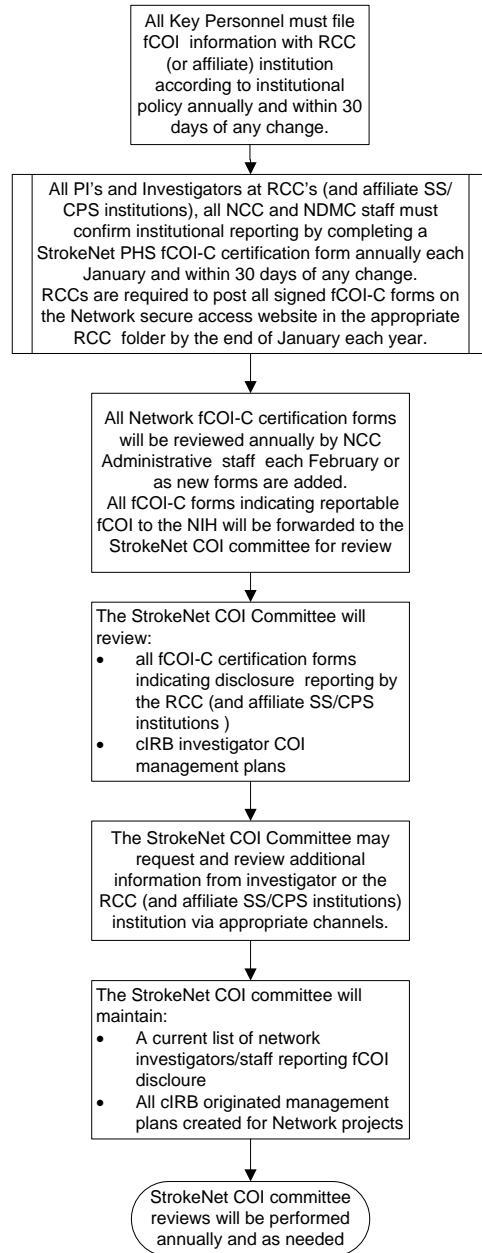 All Key Personnel must file
fCOI information with RCC
(or affiliate) institution
according to institutional
policy annually and within 30
days of any change.
All PI's and Investigators at RCC's (and affiliate SS/
CPS institutions), all NCC and NDMC staff must
confirm institutional reporting by completing a
StrokeNet PHS fCOI-C certification form annually each
January and within 30 days of any change.
RCCs are required to post all signed fCOI-C forms on
the Network secure access website in the appropriate
RCC folder by the end of January each year.
All Network fCOI-C certification forms
will be reviewed annually by NCC
Administrative staff each February or
as new forms are added.
All fCOI-C forms indicating reportable
fCOI to the NIH will be forwarded to the
StrokeNet COI committee for review
The StrokeNet COI Committee will
review:
• all fCOI-C certification forms
indicating disclosure reporting by
the RCC (and affiliate SS/CPS
institutions )
• cIRB investigator COI
management plans
The StrokeNet COI Committee may
request and review additional
information from investigator or the
RCC (and affiliate SS/CPS institutions)
institution via appropriate channels.
The StrokeNet COI committee will
maintain:
• A current list of network
investigators/staff reporting fCOI
discloure
• All cIRB originated management
plans created for Network projects
StrokeNet COI committee
reviews will be performed
annually and as needed